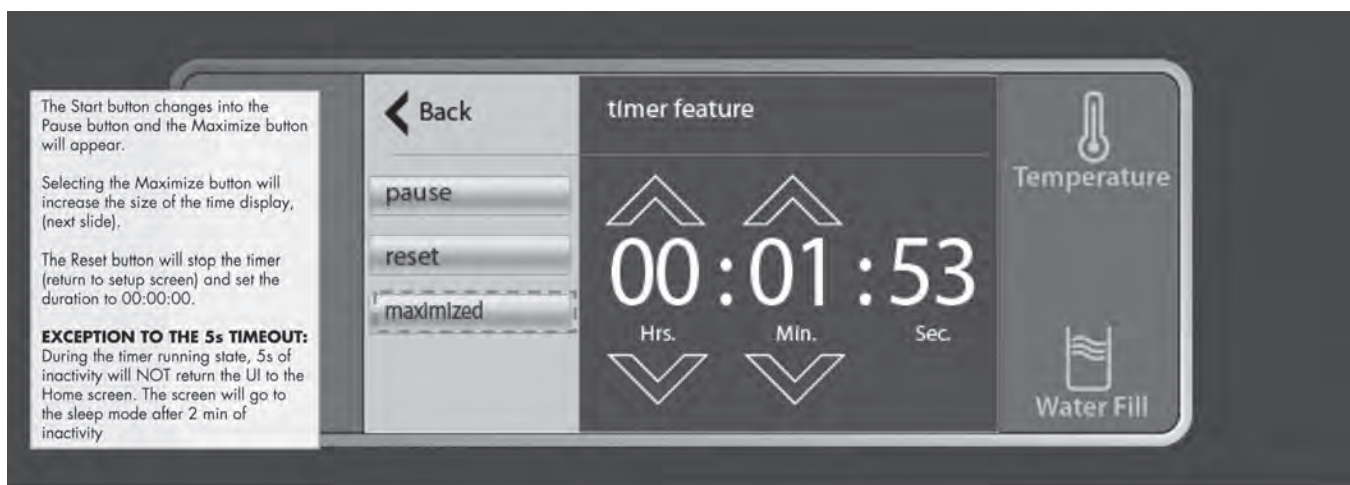 The Start button changes into the
Pause button and the Maximize button
will appear.
Selecting the Maximize button will
increase the size of the time display,
(next slide).
The Reset button will stop the timer
(return to setup screen) and set the
duration to 00:00:00.
EXCEPTION TO THE 5s TIMEOUT:
During the timer running state, 5s of
inactivity will NOT return the UI to the
Home screen. The screen will go to
the sleep mode after 2 min of
inactivity
Back
pause
reset
maximized
timer feature
00 : 01 : 53
Hrs. Min. Sec.
Temperature
Water Fill